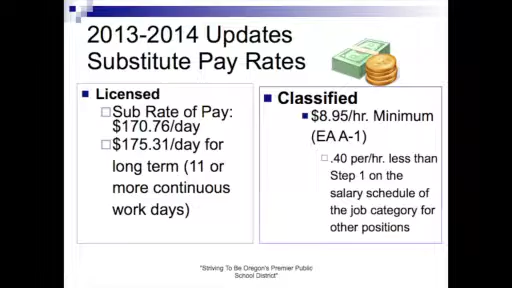 2013-2014 Updates
Substitute Pay Rates
Licensed
Sub Rate of Pay:
$170.76/day
$175.31/day for
long term (11 or
more continuous
work days)
Classified
$8.95/hr. Minimum
(EA A-1)
.40 per/hr. less than
Step 1 on the
salary schedule of
the job category for
other positions
"Striving To Be Oregon's Premier Public
School District"